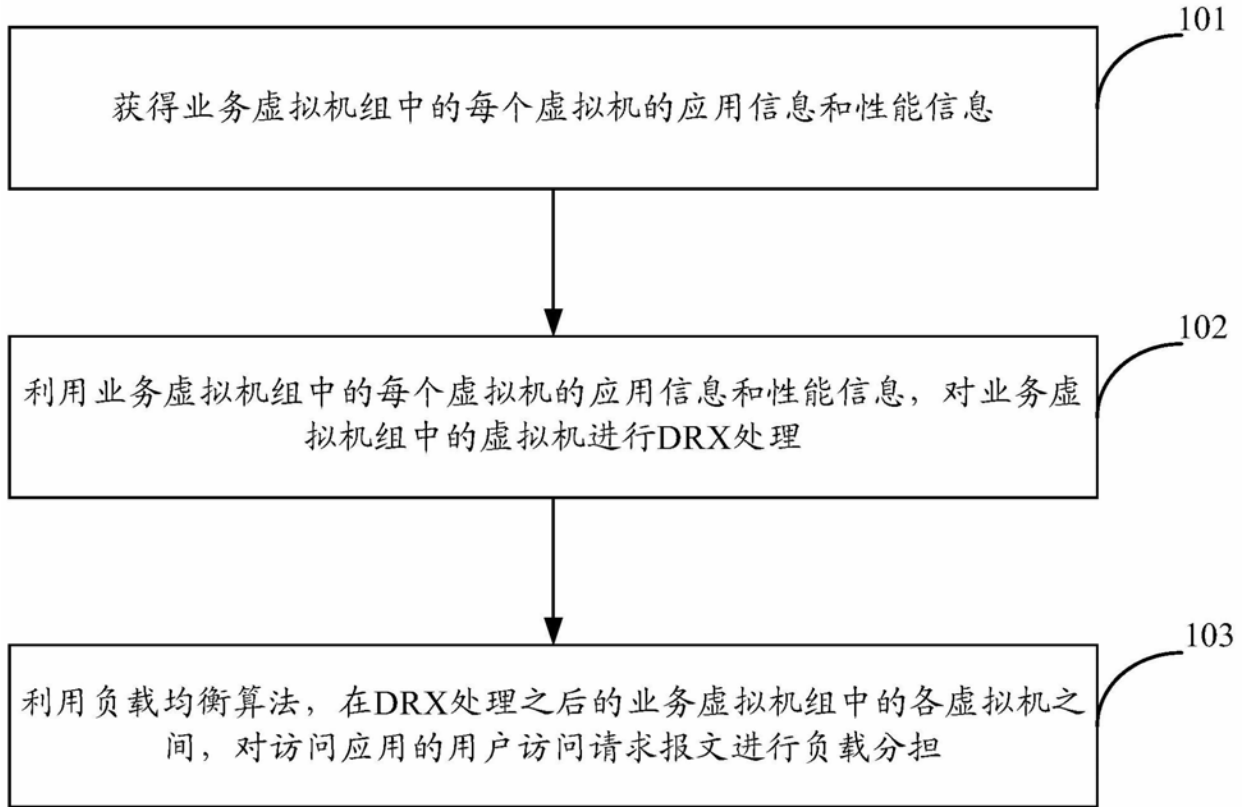 101
获得业务虚拟机组中的每个虚拟机的应用信息和性能信息
102
利用业务虚拟机组中的每个虚拟机的应用信息和性能信息，对业务虚
拟机组中的虚拟机进行DRX处理
103
利用负载均衡算法，在DRX处理之后的业务虚拟机组中的各虚拟机之
间，对访问应用的用户访问请求报文进行负载分担